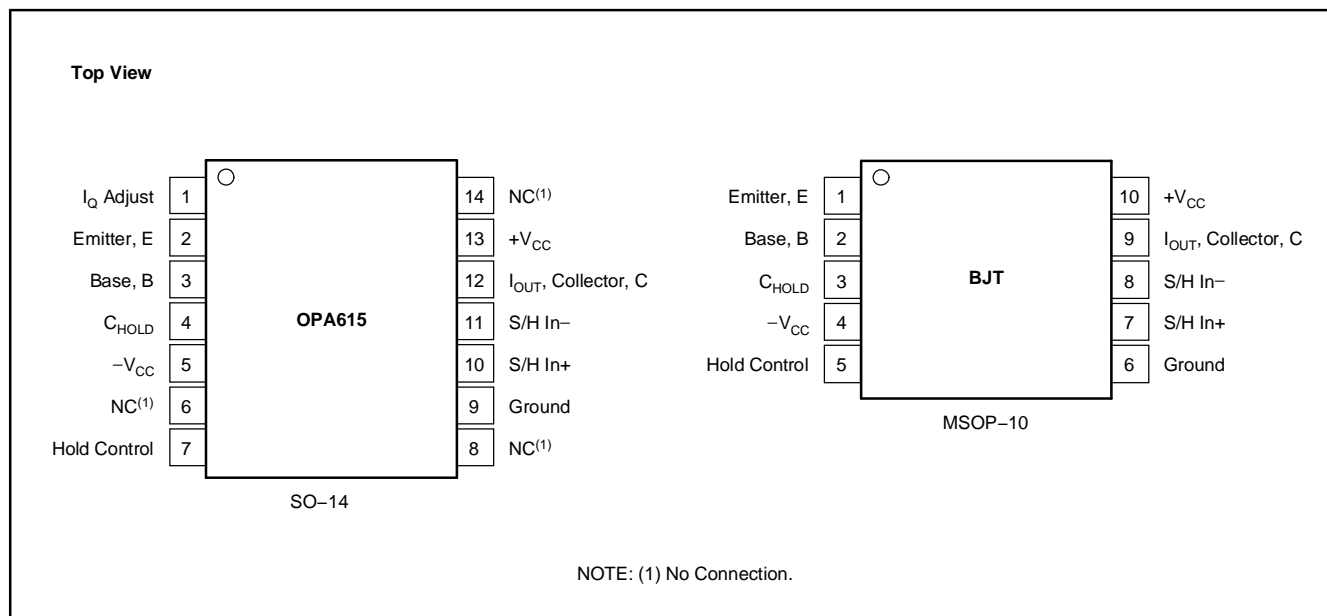 Top View
I_Q Adjust 1
Emitter, E 2
Base, B 3
C_HOLD 4
−V_CC 5
NC(1) 6
Hold Control 7
OPA615
14 NC(1)
13 +V_CC
12 I_OUT, Collector, C
11 S/H In−
10 S/H In+
9 Ground
8 NC(1)
SO−14
Emitter, E 1
Base, B 2
C_HOLD 3
−V_CC 4
Hold Control 5
BJT
10 +V_CC
9 I_OUT, Collector, C
8 S/H In−
7 S/H In+
6 Ground
MSOP−10
NOTE: (1) No Connection.